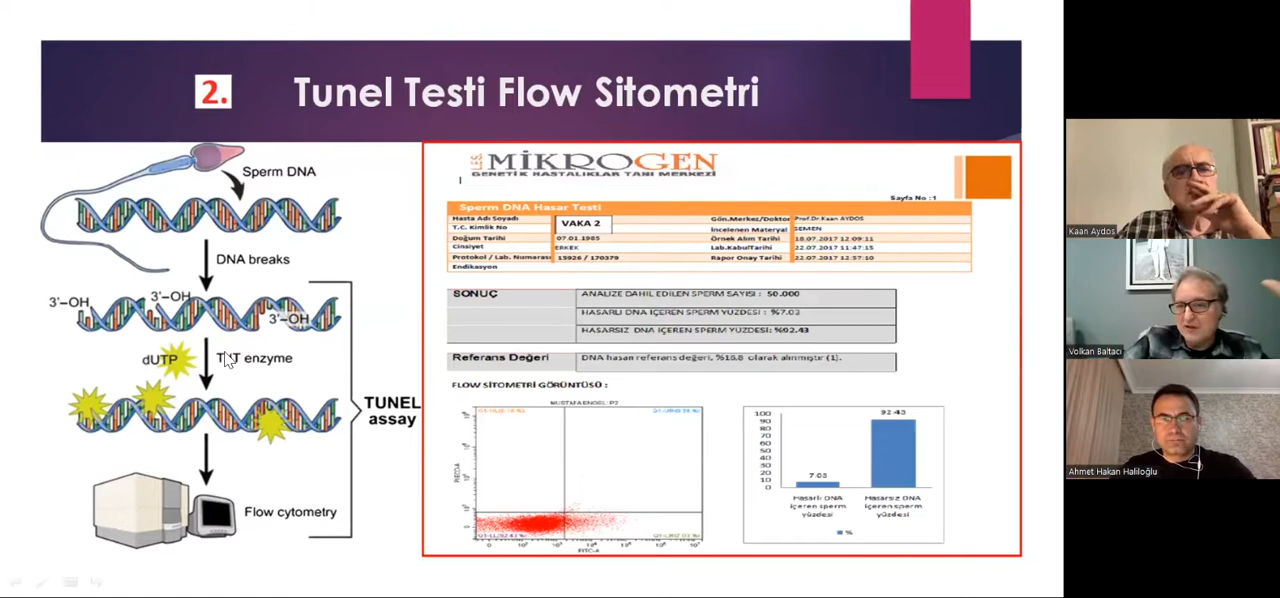 2. Tunel Testi Flow Sitometri
Sperm DNA
DNA breaks
3'–OH
3'–OH
3'–OH
dUTP
enzyme
TUNEL
assay
Flow cytometry
MİKROGEN
GENETİK HASTALIKLAR TANI MERKEZİ
Sayfa No : 1
Sperm DNA Hasar Testi
Hasta Adı Soyadı
VAKA 2
Gön.Merkez/Doktor
Prof.Dr.Kaan AYDOS
T.C. Kimlik No
İncelenen Materyal
SEMEN
Doğum Tarihi
07.01.1985
Örnek Alım Tarihi
18.07.2017 12:09:11
Cinsiyet
ERKEK
Lab.KabulTarihi
22.07.2017 11:47:15
Protokol / Lab. Numarası
15926 / 170379
Rapor Onay Tarihi
22.07.2017 12:57:10
Endikasyon
SONUÇ
ANALİZE DAHİL EDİLEN SPERM SAYISI : 50.000
HASARLI DNA İÇEREN SPERM YÜZDESİ : %7.03
HASARSIZ DNA İÇEREN SPERM YÜZDESİ: %92.43
Referans Değeri
DNA hasan referans değeri, %16.8 olarak alınmıştır (1).
FLOW SİTOMETRİ GÖRÜNTÜSÜ :
FITC-A
100
90
80
70
60
50
40
30
20
10
0
7.03
92.43
Hasarlı DNA
içeren sperm
yüzdesi
Hasarsız DNA
içeren sperm
yüzdesi
%
Kaan Aydos
Volkan Baltacı
Ahmet Hakan Haliloğlu